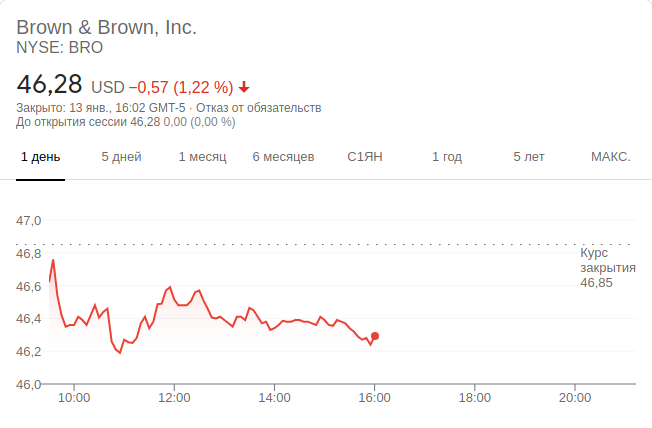 Brown & Brown, Inc.
NYSE: BRO
46,28 USD −0,57 (1,22 %)
Закрыто: 13 янв., 16:02 GMT-5 · Отказ от обязательств
До открытия сессии 46,28 0,00 (0,00 %)
1 день 5 дней 1 месяц 6 месяцев С1ЯН 1 год 5 лет МАКС.
47,0
46,8
46,6
46,4
46,2
46,0
Курс
закрытия
46,85
10:00 12:00 14:00 16:00 18:00 20:00